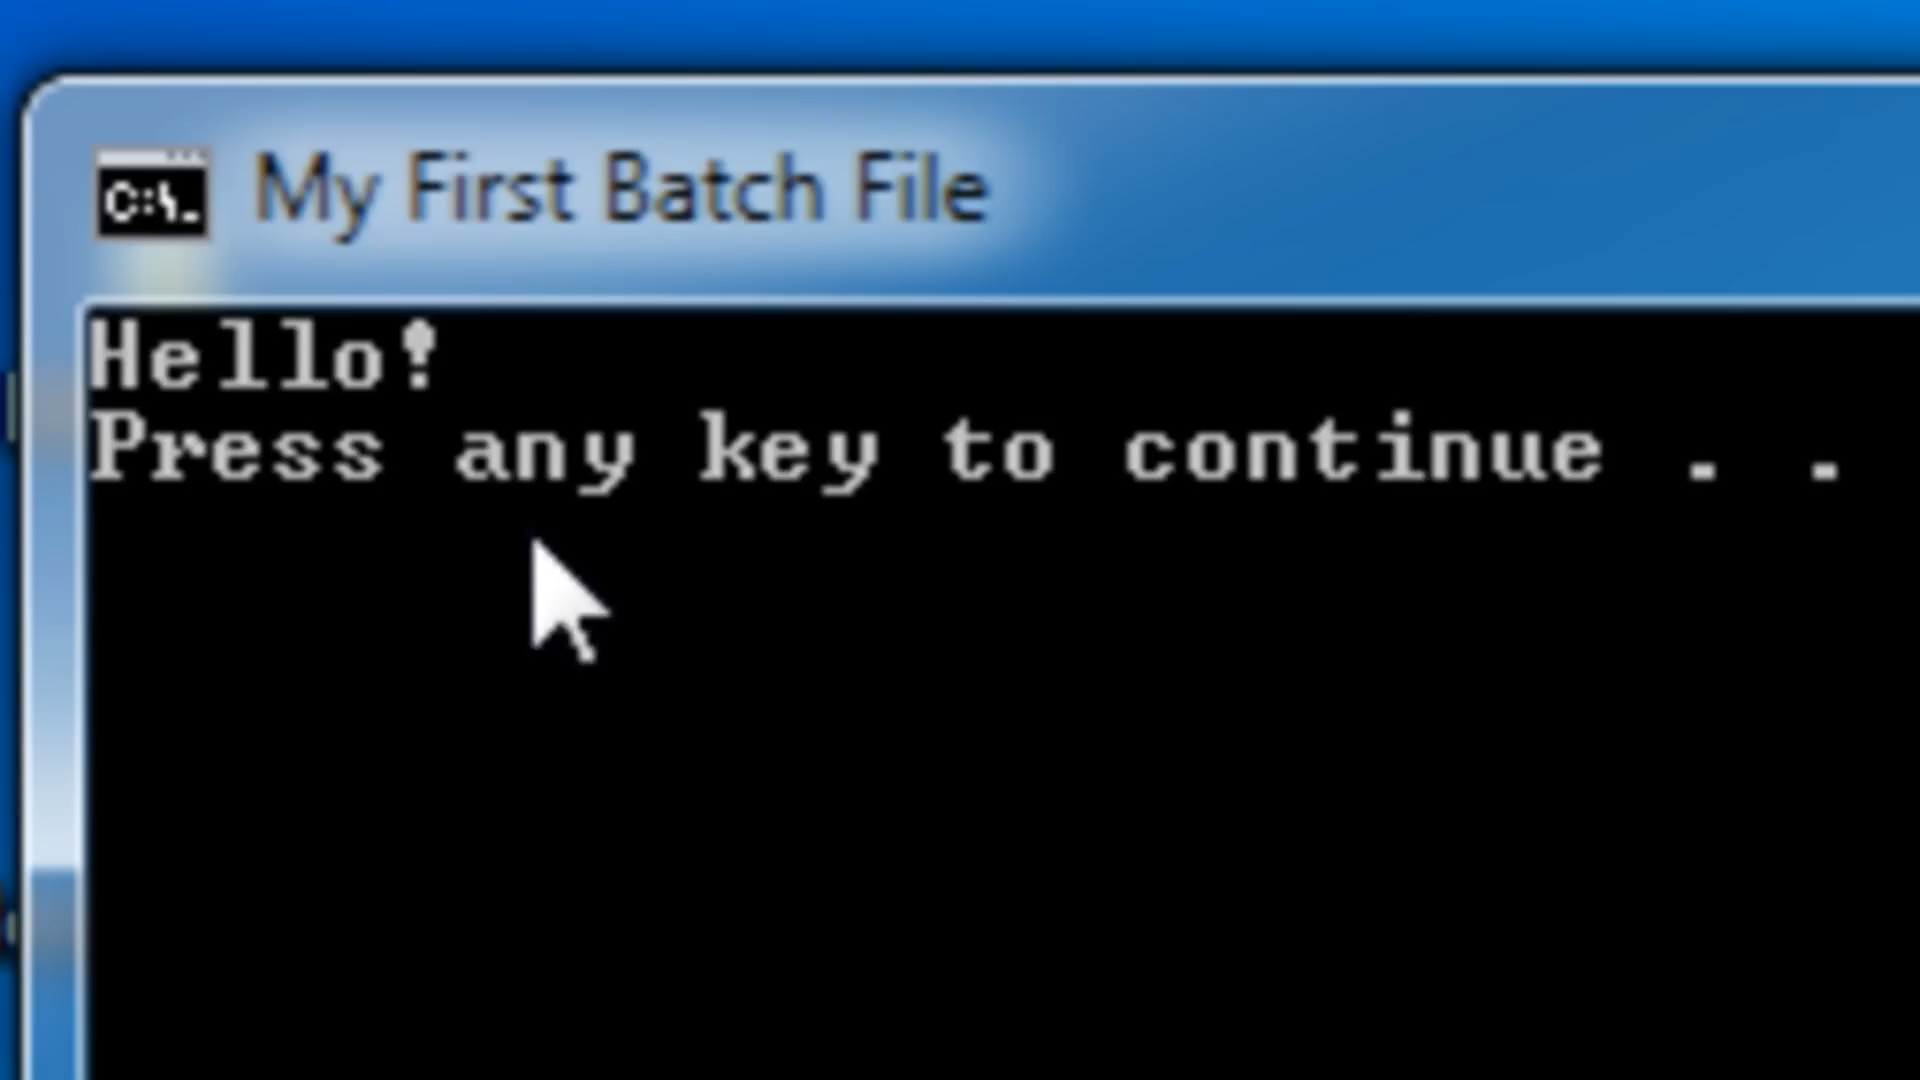 C:\_ My First Batch File
Hello!
Press any key to continue . .